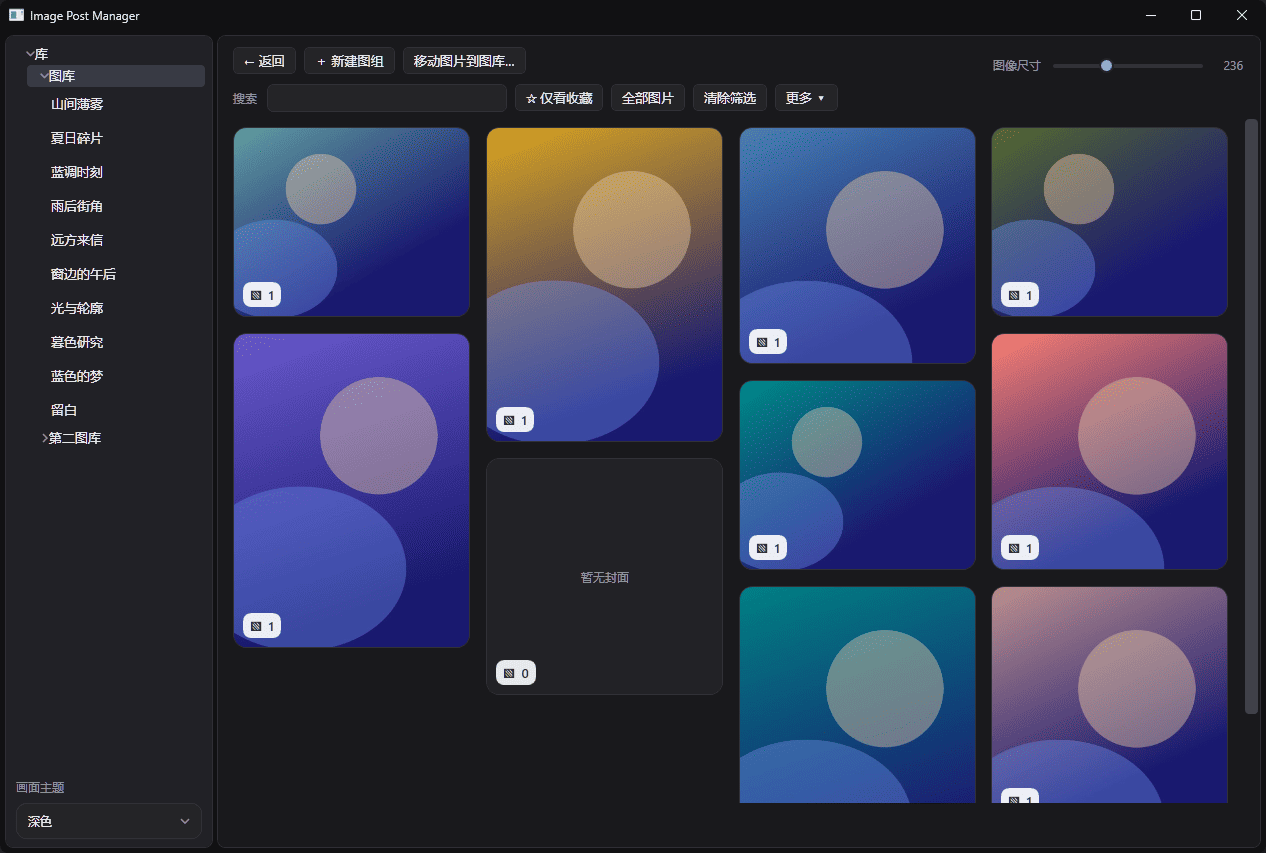 Image Post Manager
库
图库
山间薄雾
夏日碎片
蓝调时刻
雨后街角
远方来信
窗边的午后
光与轮廓
暮色研究
蓝色的梦
留白
第二图库
画面主题
深色
← 返回
+ 新建图组
移动图片到图库...
图像尺寸
236
搜索
☆ 仅看收藏
全部图片
清除筛选
更多 ▾
1
1
1
1
1
1
1
暂无封面
0
1